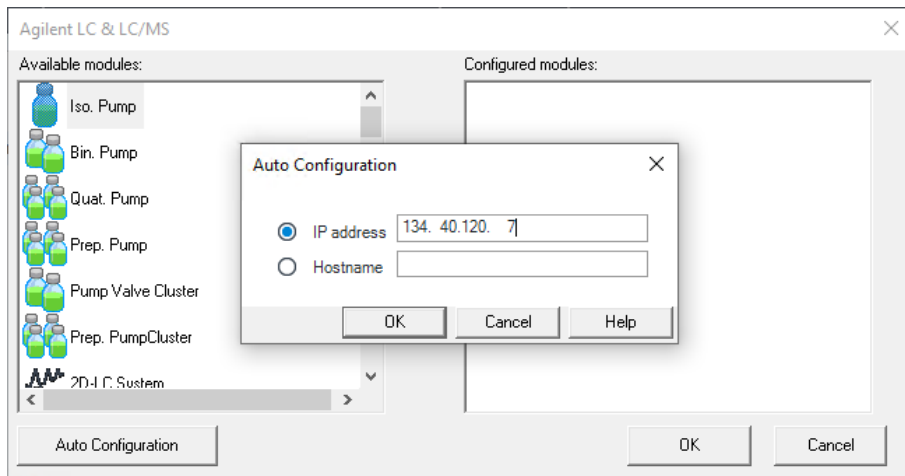 Agilent LC & LC/MS
Available modules:
Configured modules:
Iso. Pump
Bin. Pump
Quat. Pump
Prep. Pump
Pump Valve Cluster
Prep. PumpCluster
2D-LC System
Auto Configuration
IP address
134. 40.120. 7
Hostname
OK
Cancel
Help
Auto Configuration
OK
Cancel